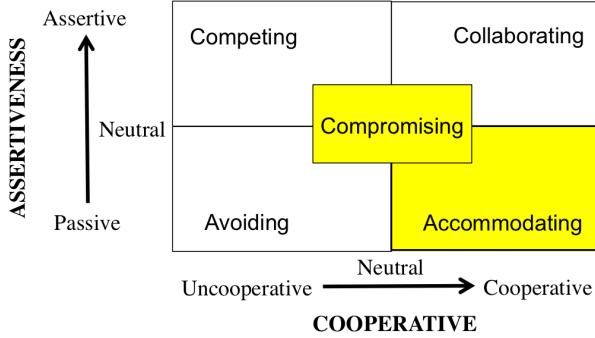 Assertive
Competing
Collaborating
ASSERTIVENESS
Neutral
Compromising
Passive
Avoiding
Accommodating
Neutral
Uncooperative
Cooperative
COOPERATIVE